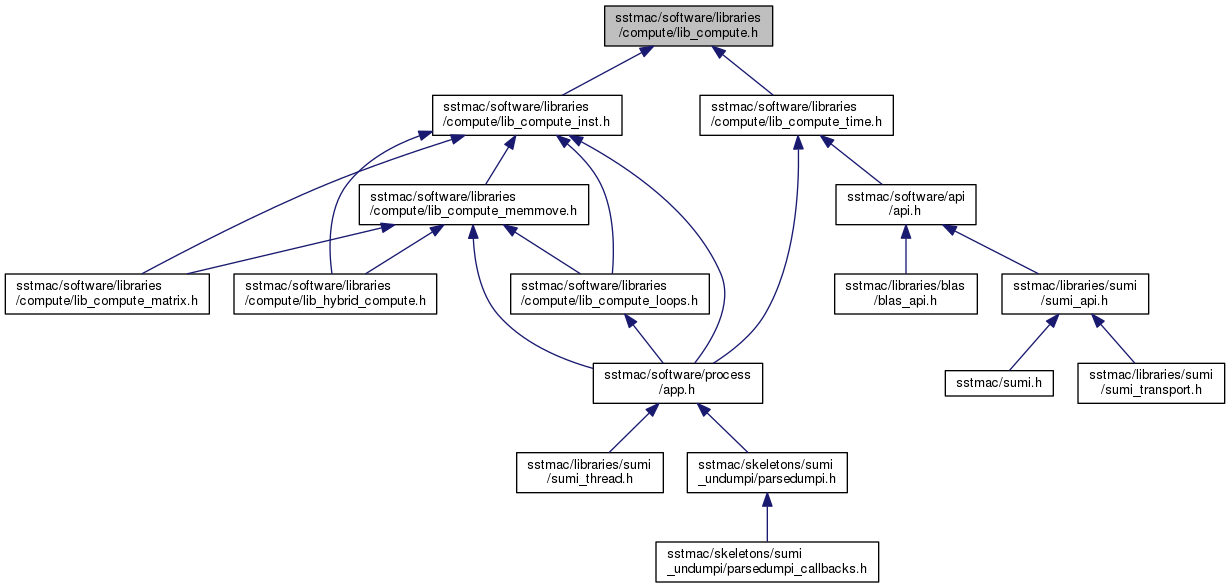 sstmac/software/libraries
/compute/lib_compute.h
sstmac/software/libraries
/compute/lib_compute_inst.h
sstmac/software/libraries
/compute/lib_compute_time.h
sstmac/software/libraries
/compute/lib_compute_memmove.h
sstmac/software/api
/api.h
sstmac/software/libraries
/compute/lib_compute_matrix.h
sstmac/software/libraries
/compute/lib_hybrid_compute.h
sstmac/software/libraries
/compute/lib_compute_loops.h
sstmac/libraries/blas
/blas_api.h
sstmac/libraries/sumi
/sumi_api.h
sstmac/software/process
/app.h
sstmac/sumi.h
sstmac/libraries/sumi
/sumi_transport.h
sstmac/libraries/sumi
/sumi_thread.h
sstmac/skeletons/sumi
_undumpi/parsedumpi.h
sstmac/skeletons/sumi
_undumpi/parsedumpi_callbacks.h